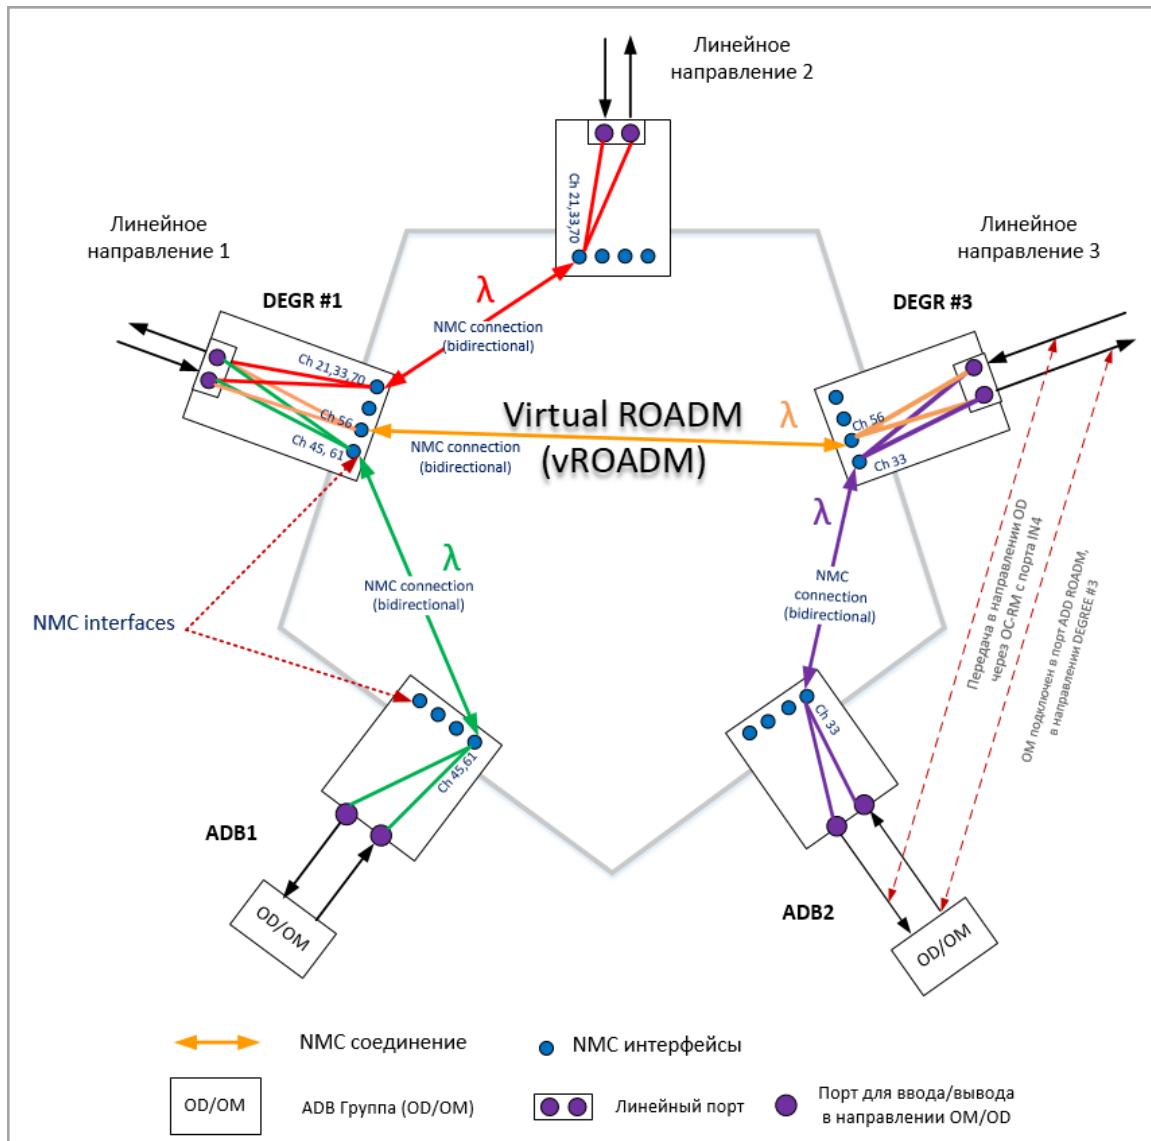 Линейное
направление 2
Ch 21,33,70
Линейное
направление 1
Линейное
направление 3
DEGR #1
DEGR #3
λ
NMC connection
(bidirectional)
Ch 21,33,70
Ch 56
Ch 45, 61
Virtual ROADM
(vROADM)
λ
NMC connection
(bidirectional)
Ch 56
Ch 33
λ
NMC connection
(bidirectional)
λ
NMC
connection
(bidirectional)
NMC interfaces
Передача в направлении OD
через OC-RM с порта IN4
OM подключен в порт ADD ROADM,
в направлении DEGREE #3
Ch 45,61
Ch 33
ADB1
ADB2
OD/OM
OD/OM
NMC соединение
NMC интерфейсы
OD/OM
ADB Группа (OD/OM)
Линейный порт
Порт для ввода/вывода
в направлении OM/OD